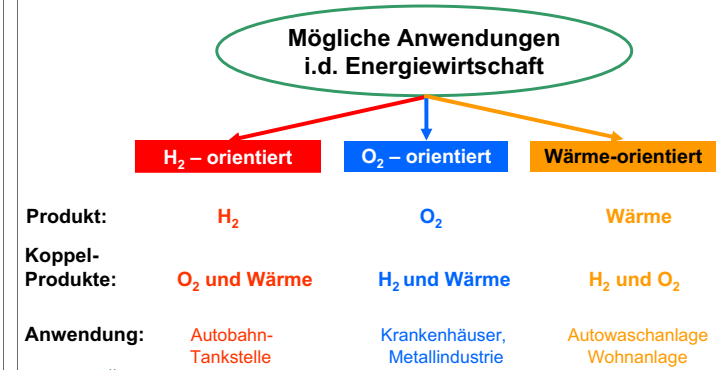 Mögliche Anwendungen
i.d. Energiewirtschaft
H₂ – orientiert
O₂ – orientiert
Wärme-orientiert
Produkt:
H₂
O₂
Wärme
Koppel-
Produkte:
O₂ und Wärme
H₂ und Wärme
H₂ und O₂
Anwendung:
Autobahn-
Tankstelle
Krankenhäuser,
Metallindustrie
Autowaschanlage
Wohnanlage